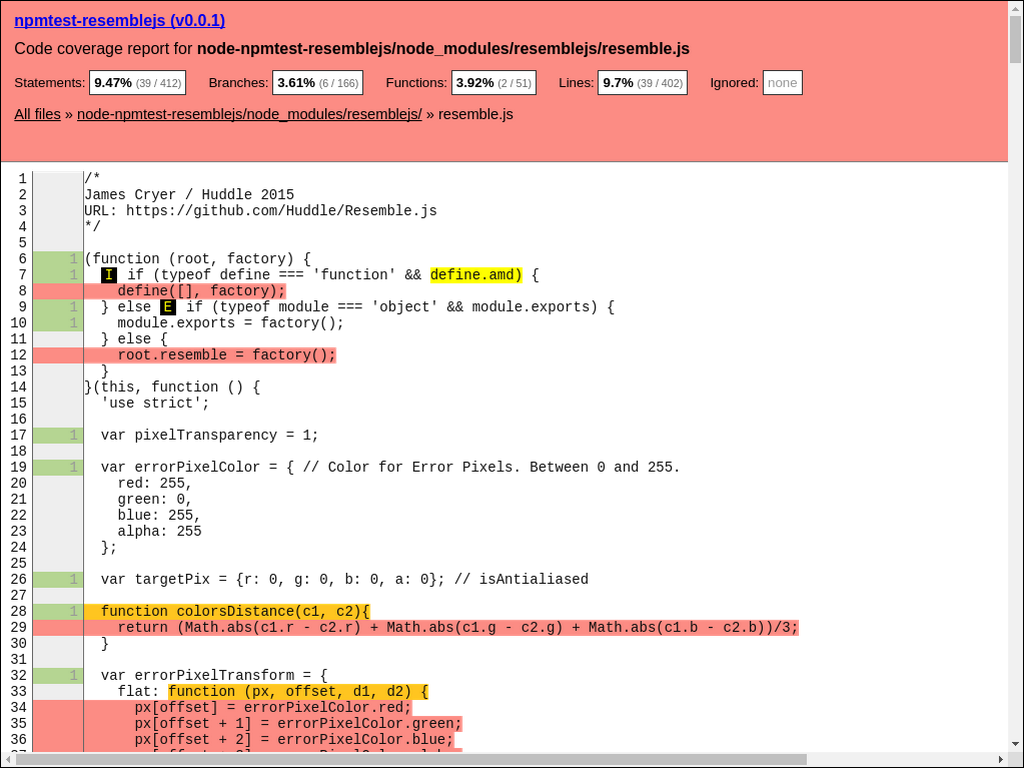 npmtest-resemblejs (v0.0.1)
Code coverage report for node-npmtest-resemblejs/node_modules/resemblejs/resemble.js
Statements: 9.47% (39 / 412) Branches: 3.61% (6 / 166) Functions: 3.92% (2 / 51) Lines: 9.7% (39 / 402) Ignored: none
All files » node-npmtest-resemblejs/node_modules/resemblejs/ » resemble.js
1 /*
2 James Cryer / Huddle 2015
3 URL: https://github.com/Huddle/Resemble.js
4 */
5
6 1 (function (root, factory) {
7 1 I if (typeof define === 'function' && define.amd) {
8 define([], factory);
9 1 } else E if (typeof module === 'object' && module.exports) {
10 1 module.exports = factory();
11 } else {
12 root.resemble = factory();
13 }
14 }(this, function () {
15 'use strict';
16
17 1 var pixelTransparency = 1;
18
19 1 var errorPixelColor = { // Color for Error Pixels. Between 0 and 255.
20 red: 255,
21 green: 0,
22 blue: 255,
23 alpha: 255
24 };
25
26 1 var targetPix = {r: 0, g: 0, b: 0, a: 0}; // isAntialiased
27
28 1 function colorsDistance(c1, c2){
29 return (Math.abs(c1.r - c2.r) + Math.abs(c1.g - c2.g) + Math.abs(c1.b - c2.b))/3;
30 }
31
32 1 var errorPixelTransform = {
33 flat: function (px, offset, d1, d2) {
34 px[offset] = errorPixelColor.red;
35 px[offset + 1] = errorPixelColor.green;
36 px[offset + 2] = errorPixelColor.blue;